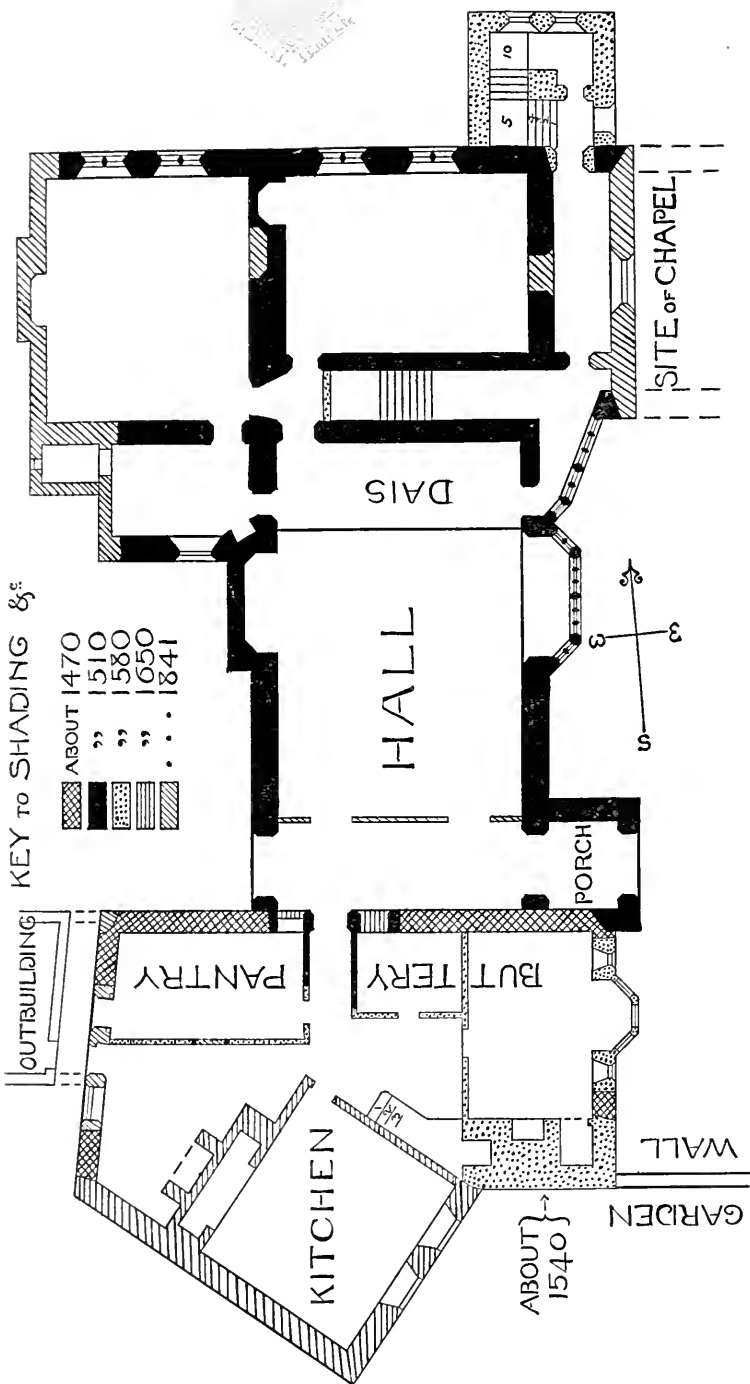 KEY TO SHADING &c
ABOUT 1470
,, 1510
,, 1580
,, 1650
. . . 1841
OUTBUILDING
PANTRY
BUTTERY
KITCHEN
HALL
DAIS
PORCH
SITE OF CHAPEL
5
10
E
W
S
ABOUT
1540
GARDEN
WALL